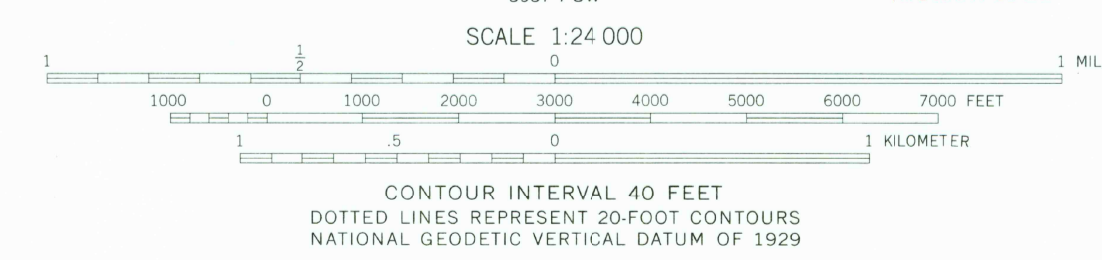 SCALE 1:24 000
1 1/2 0 1
1000 0 1000 2000 3000 4000 5000 6000 7000 FEET
1 .5 0 1 KILOMETER
CONTOUR INTERVAL 40 FEET
DOTTED LINES REPRESENT 20-FOOT CONTOURS
NATIONAL GEODETIC VERTICAL DATUM OF 1929